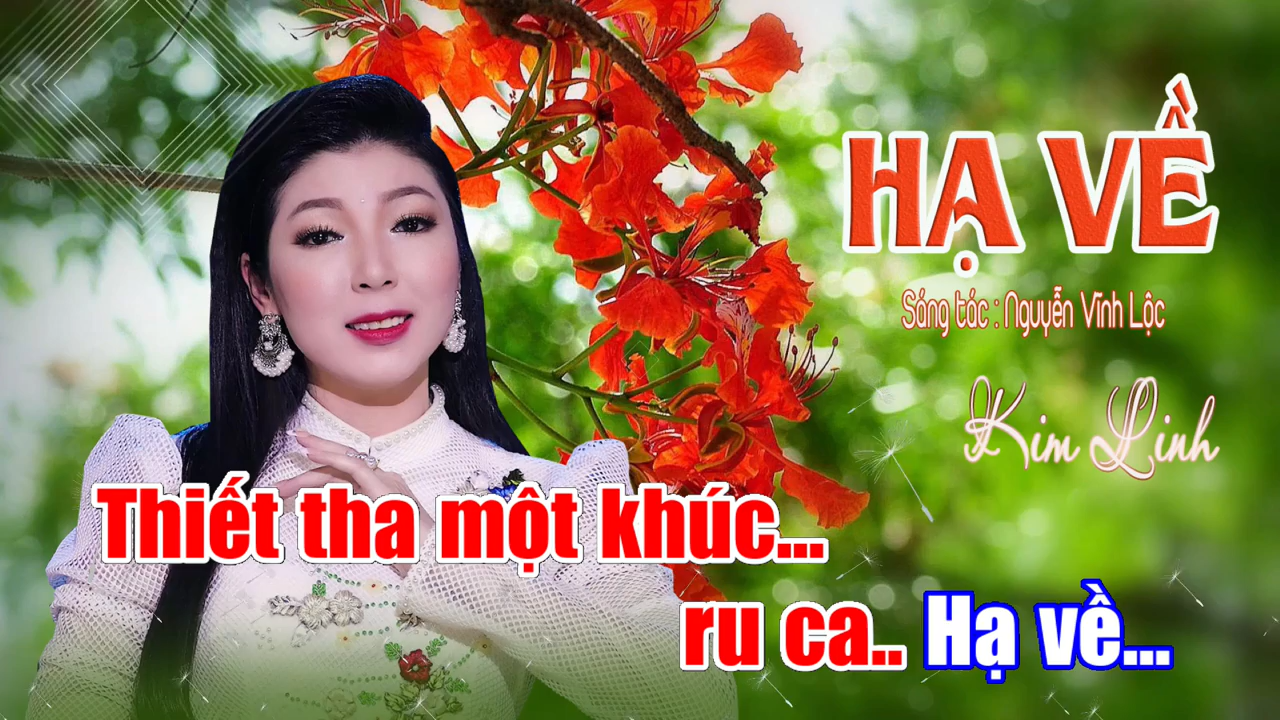 HẠ VỀ
Sáng tác : Nguyễn Vĩnh Lộc
Kim Linh
Thiết tha một khúc...
ru ca.. Hạ về...